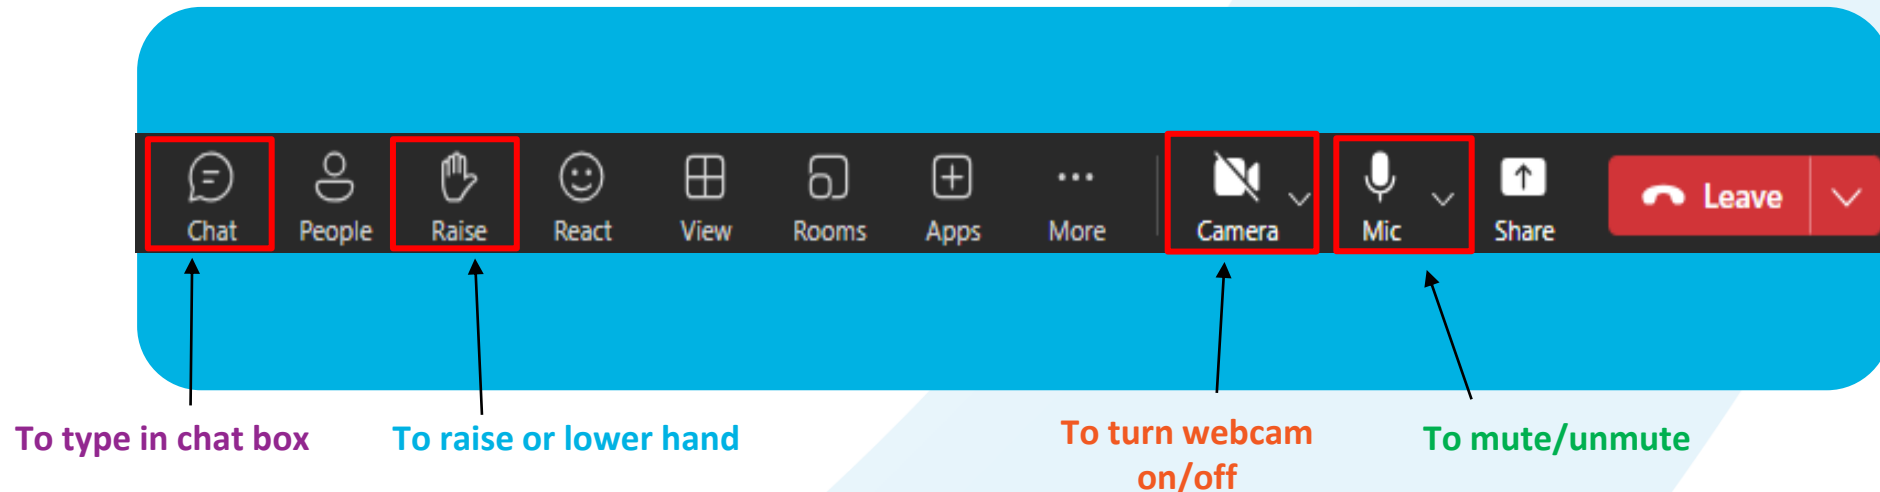 Chat
People
Raise
React
View
Rooms
Apps
More
Camera
Mic
Share
Leave
To type in chat box
To raise or lower hand
To turn webcam
on/off
To mute/unmute